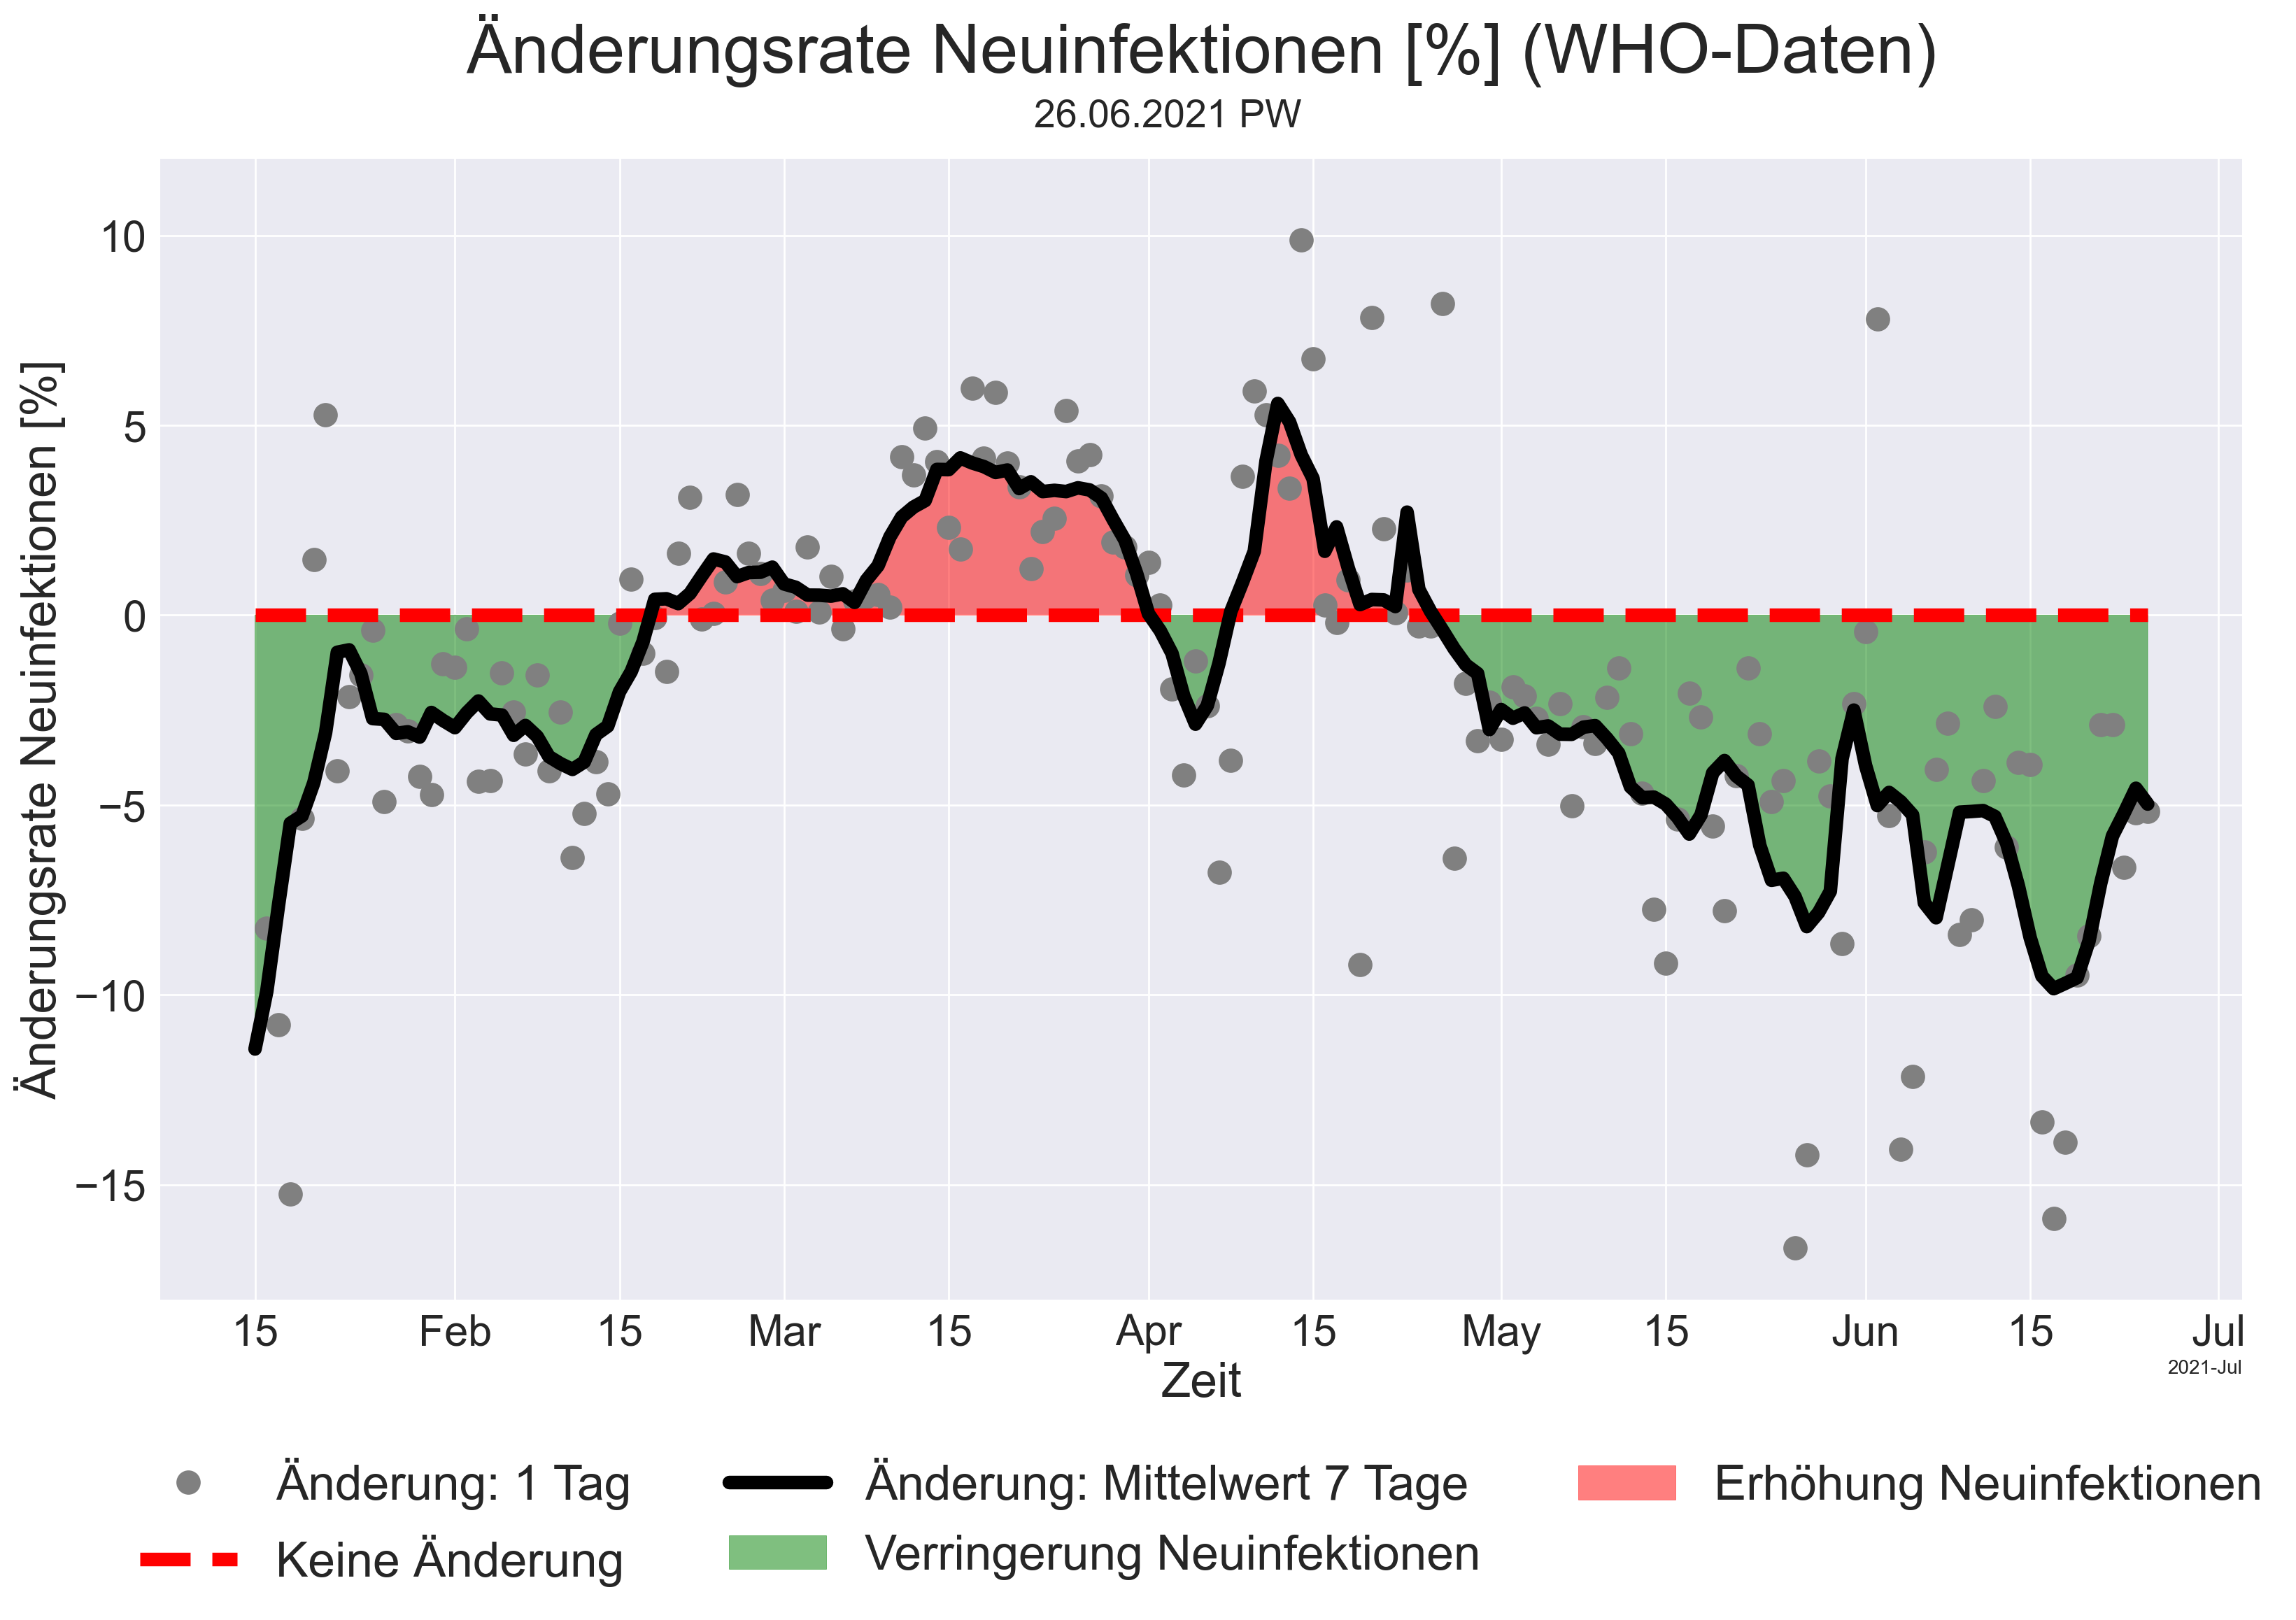 Änderungsrate Neuinfektionen [%] (WHO-Daten)
26.06.2021 PW
Änderungsrate Neuinfektionen [%]
10
5
0
−5
−10
−15
15 Feb 15 Mar 15 Apr 15 May 15 Jun 15 Jul
2021-Jul
Zeit
Änderung: 1 Tag Änderung: Mittelwert 7 Tage Erhöhung Neuinfektionen
Keine Änderung Verringerung Neuinfektionen